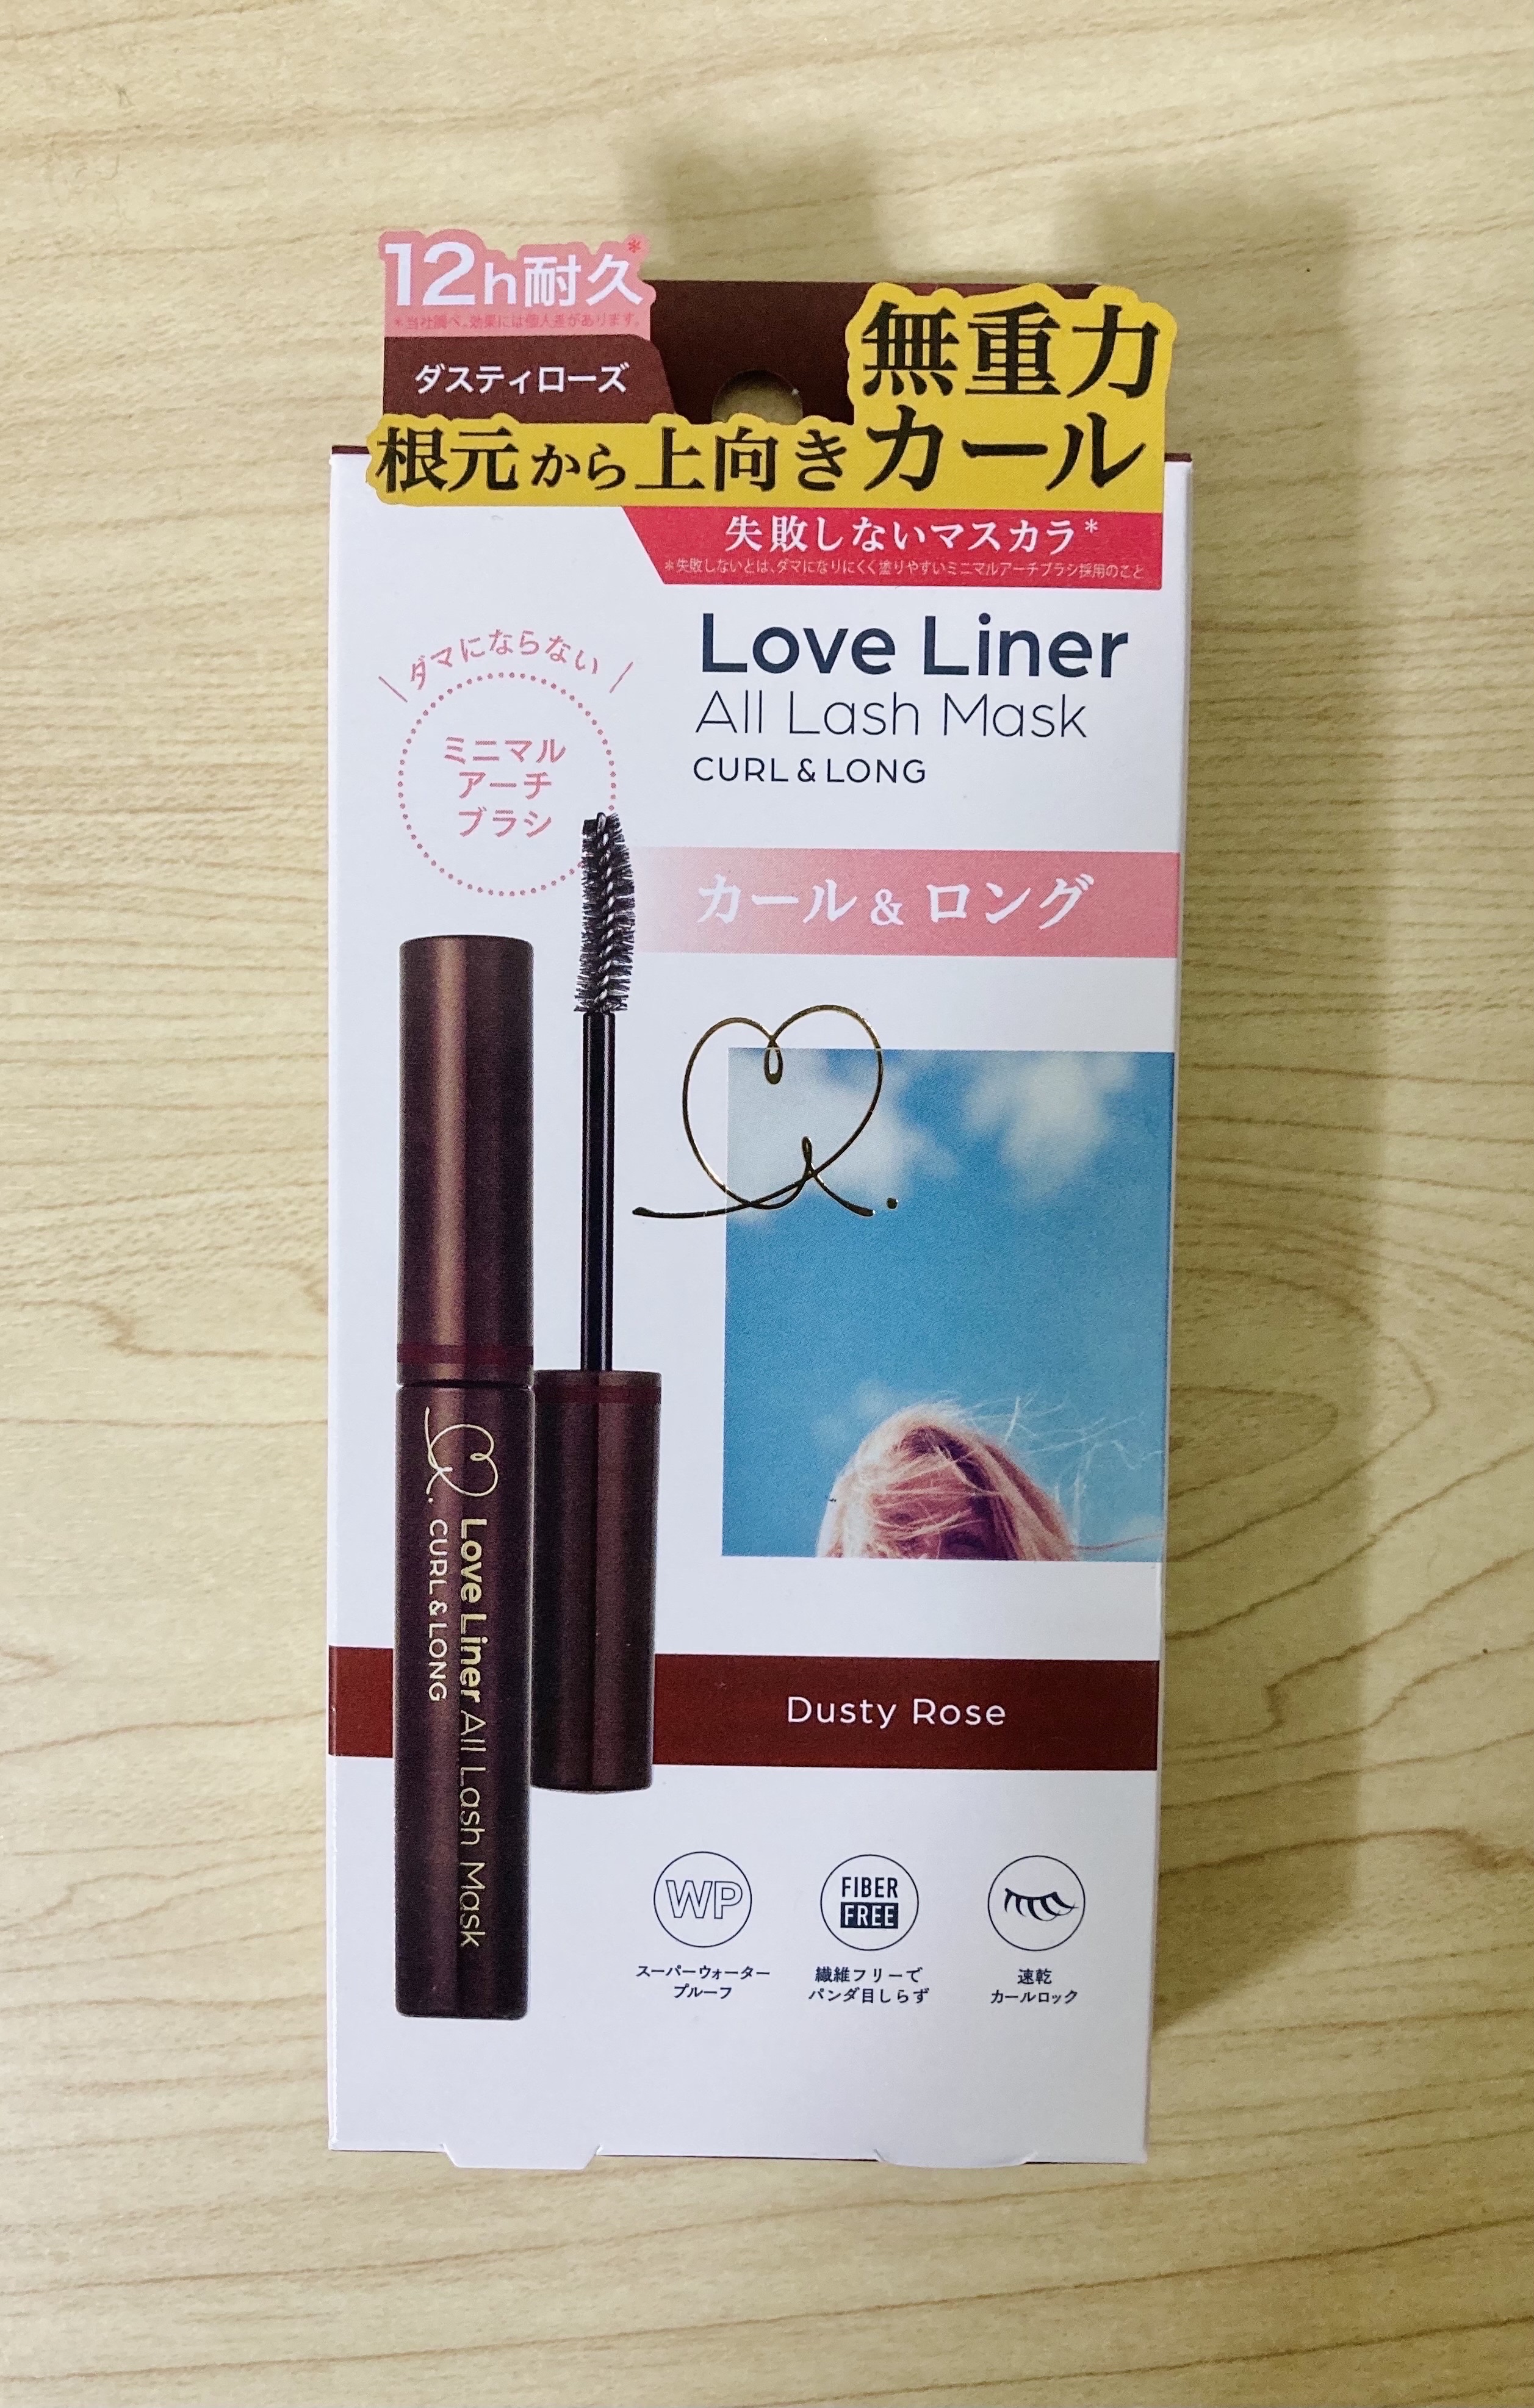 12h耐久*
*当社調べ。効果には個人差があります。
ダスティローズ
無重力
根元から上向きカール
失敗しないマスカラ*
*失敗しないとは、ダマになりにくく塗りやすいミニマルアーチブラシ採用のこと
Love Liner
All Lash Mask
CURL & LONG
ダマにならない
ミニマル
アーチ
ブラシ
カール & ロング
Love Liner All Lash Mask
CURL & LONG
Dusty Rose
WP
スーパーウォーター
プルーフ
FIBER
FREE
繊維フリーで
パンダ目しらず
速乾
カールロック